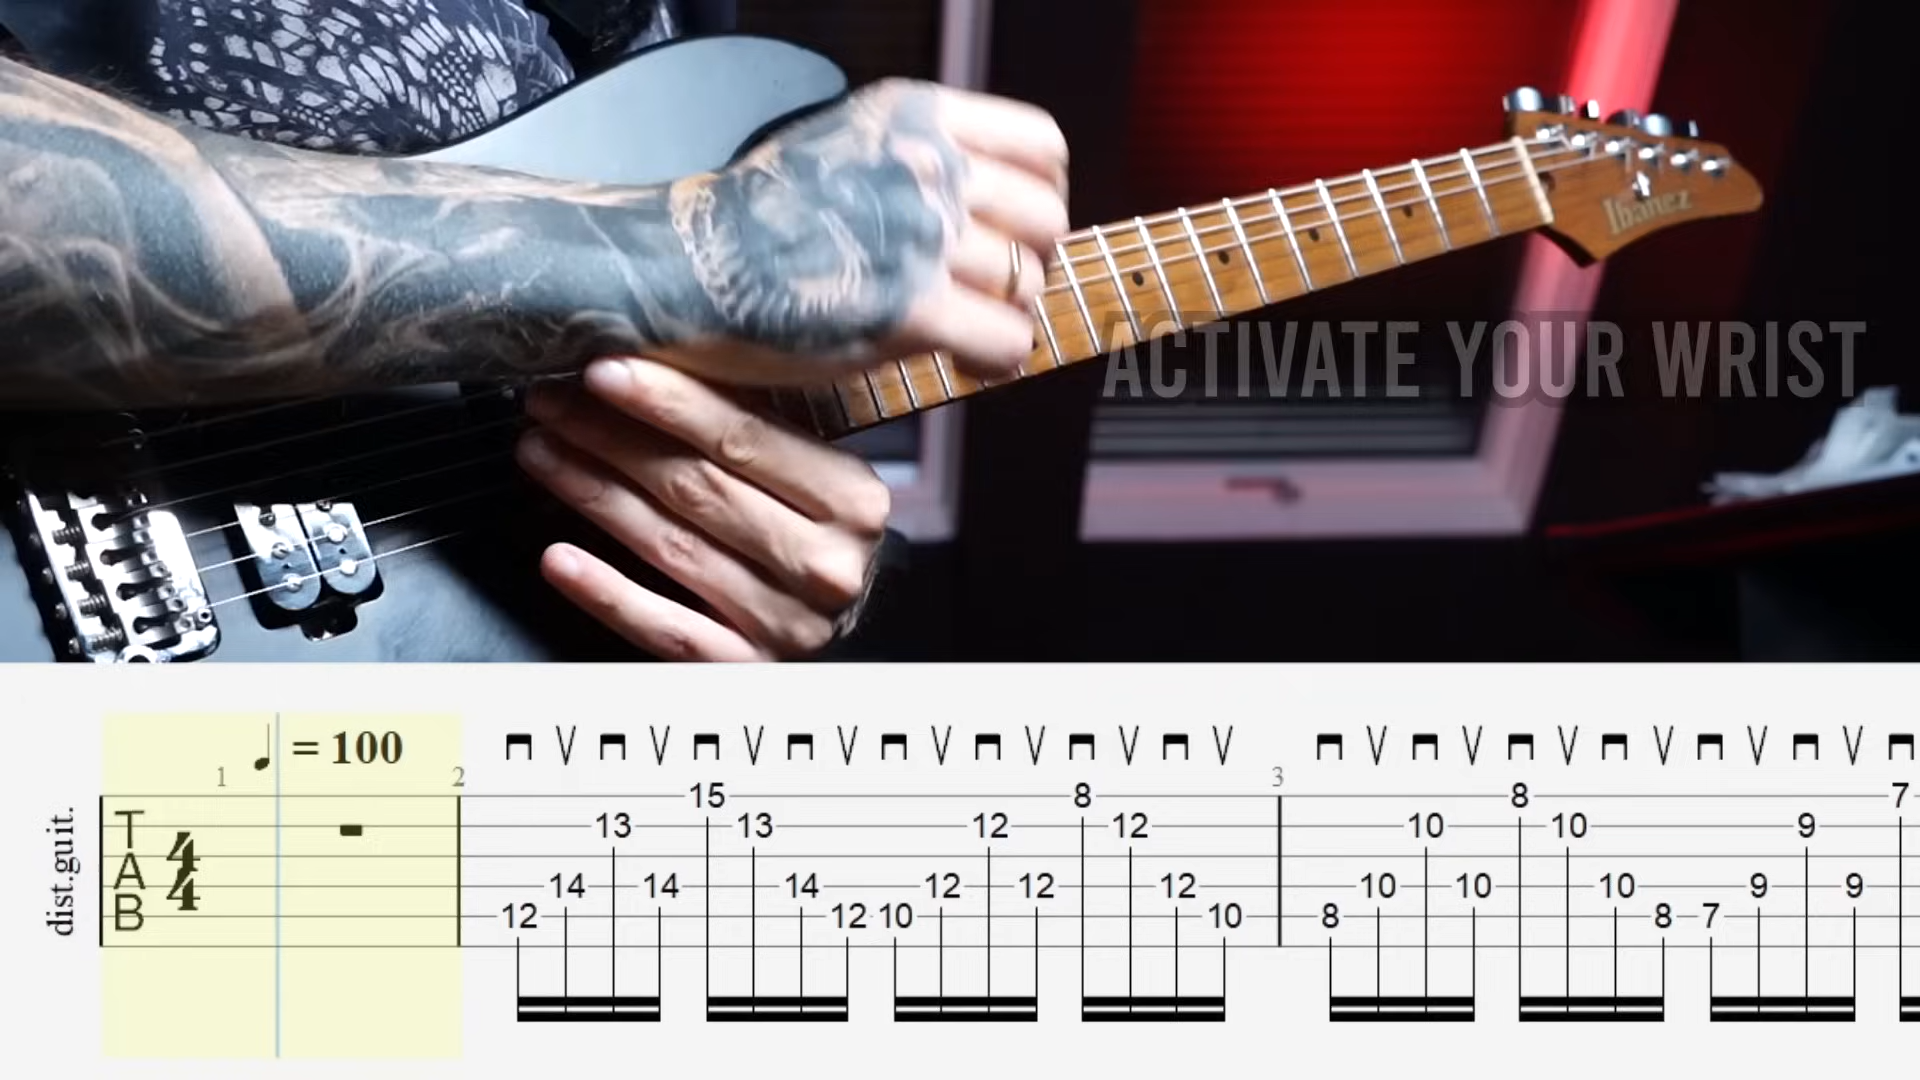 Ibanez
ACTIVATE YOUR WRIST
= 100
1 2 3
dist.guit.
TAB
4
4
15 8 8 7
13 13 12 12 10 10 9
14 14 14 12 12 12 10 10 10 9 9
12 12 10 10 8 8 7